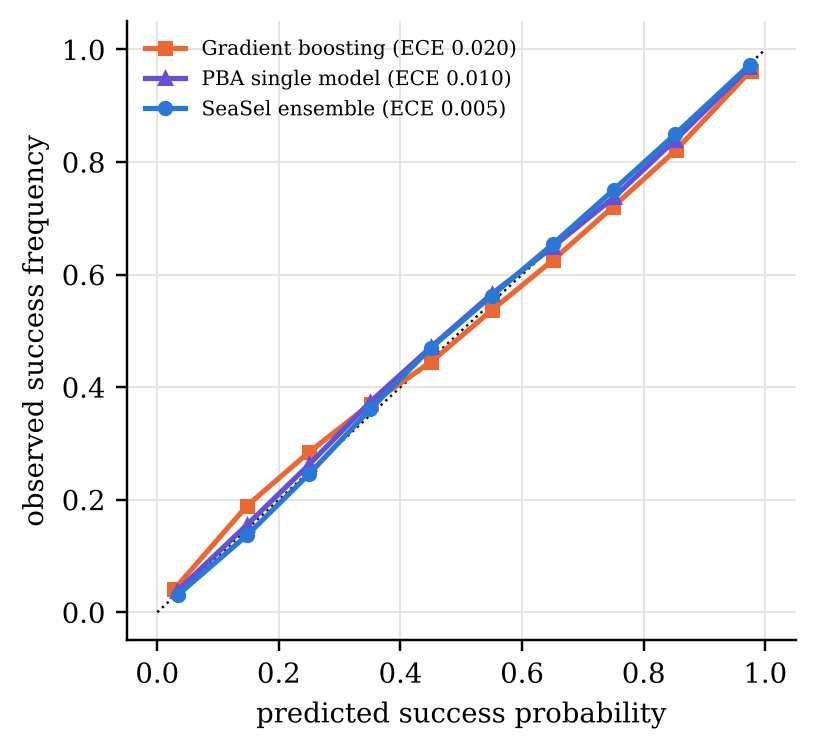 Gradient boosting (ECE 0.020)
PBA single model (ECE 0.010)
SeaSel ensemble (ECE 0.005)
observed success frequency
1.0
0.8
0.6
0.4
0.2
0.0
0.0 0.2 0.4 0.6 0.8 1.0
predicted success probability